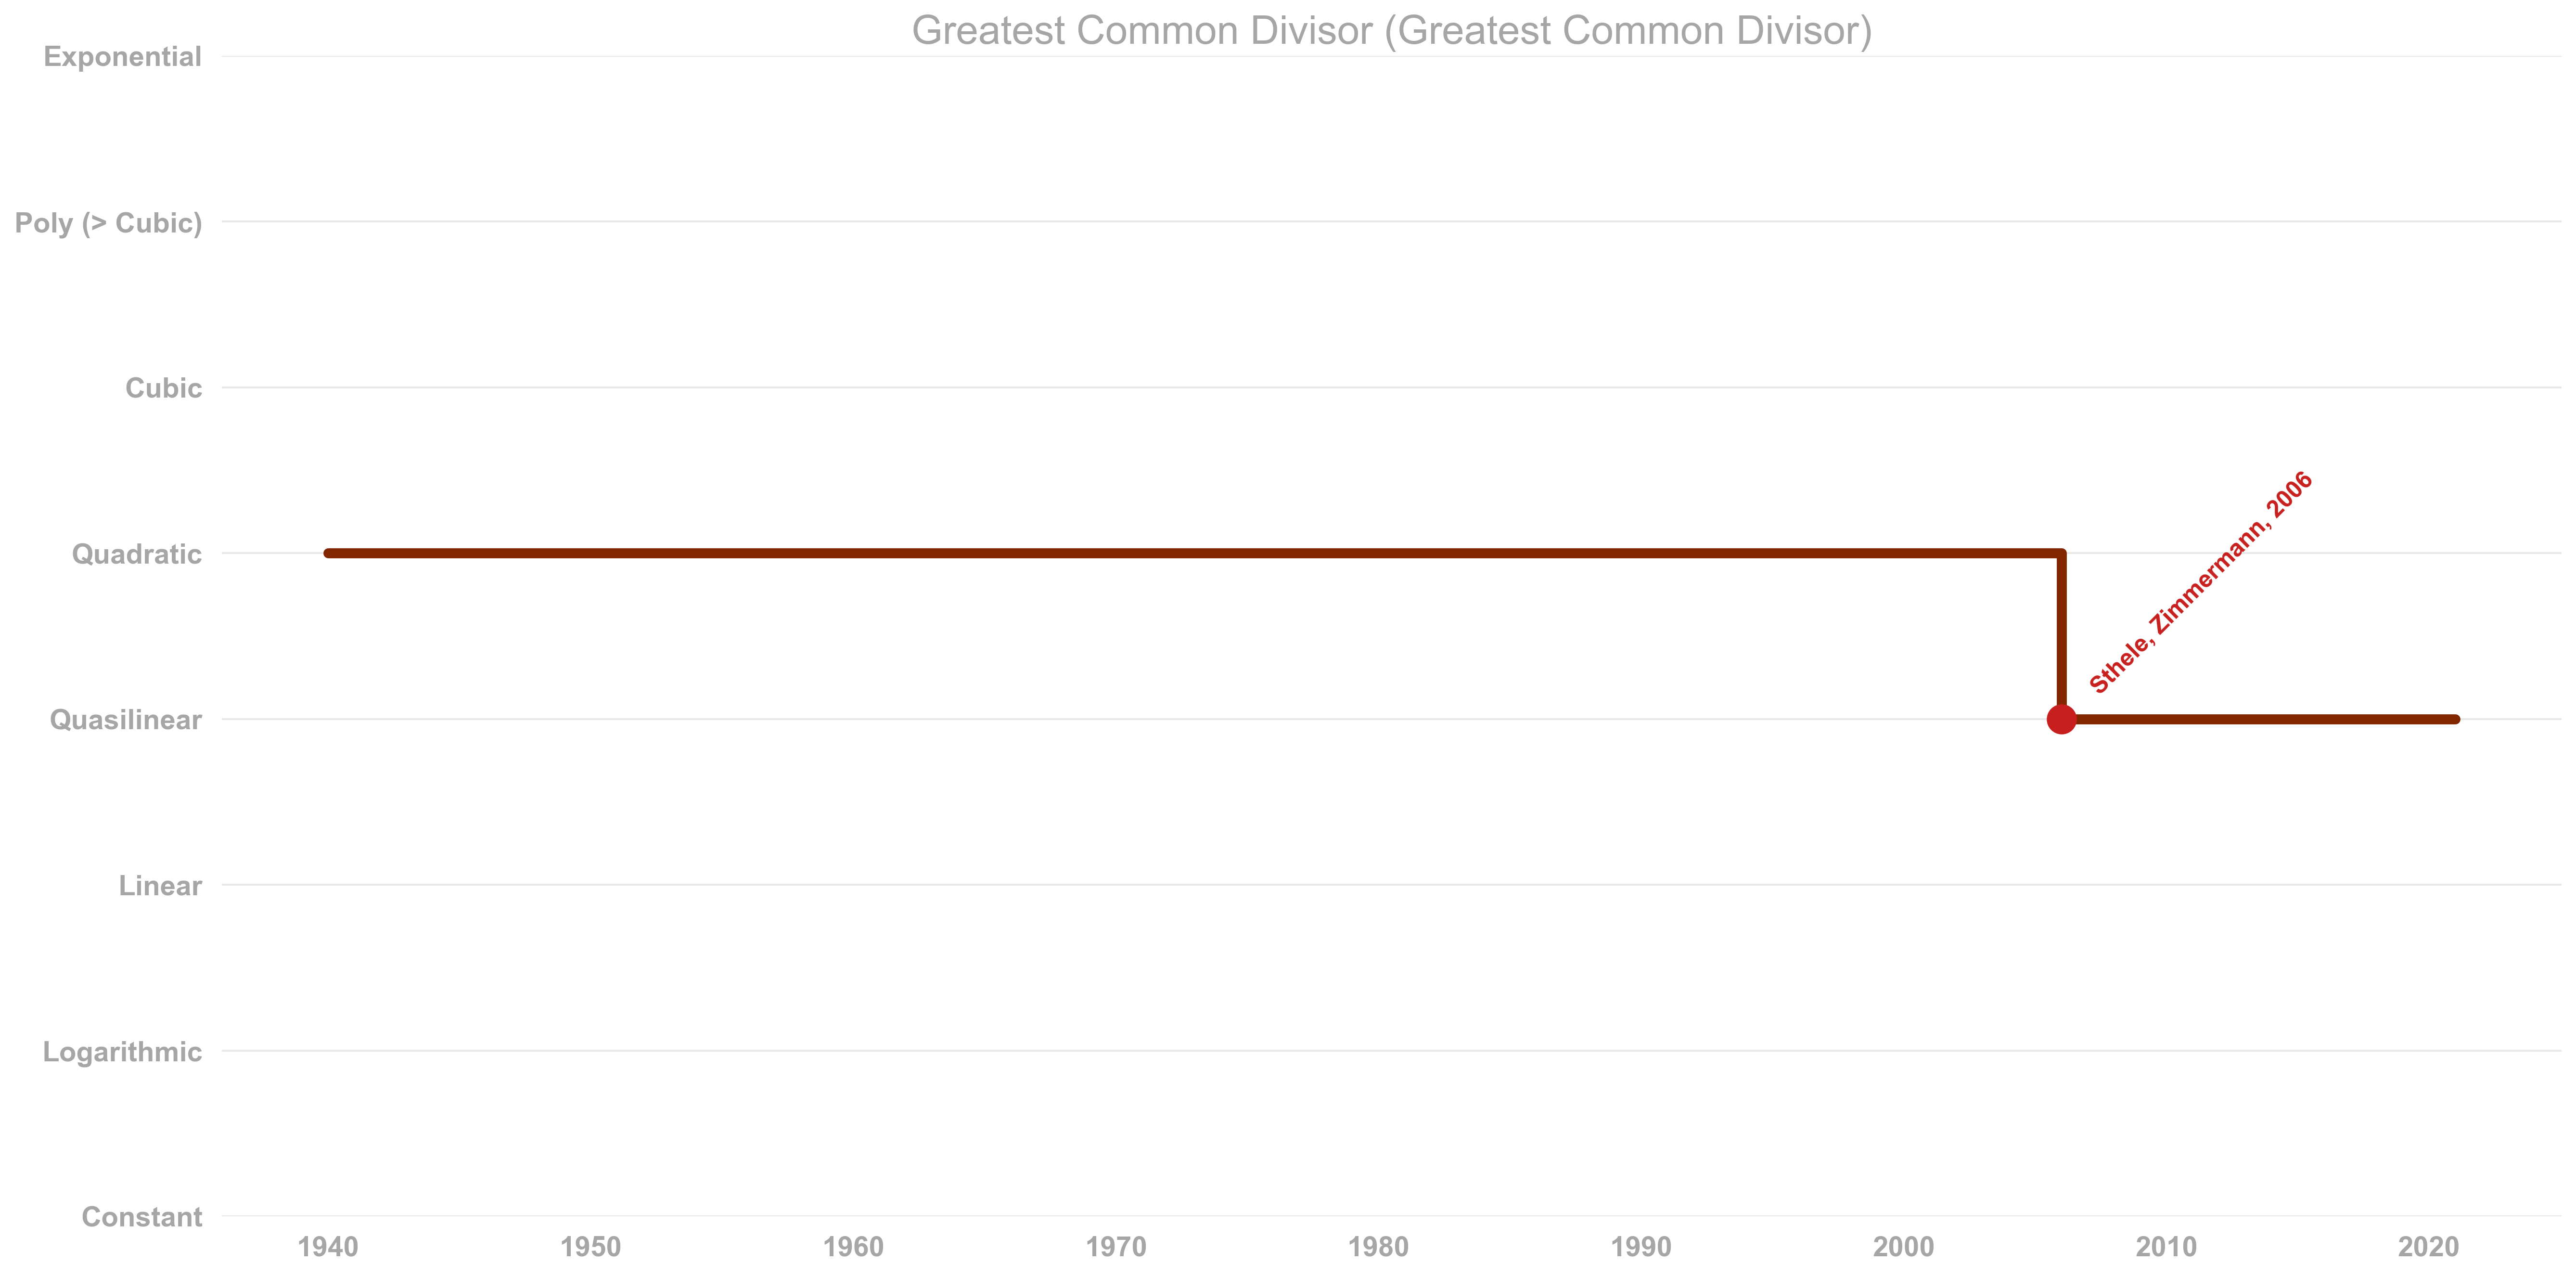 Greatest Common Divisor (Greatest Common Divisor)
Exponential
Poly (> Cubic)
Cubic
Quadratic
Quasilinear
Linear
Logarithmic
Constant
Sthele, Zimmermann, 2006
1940 1950 1960 1970 1980 1990 2000 2010 2020